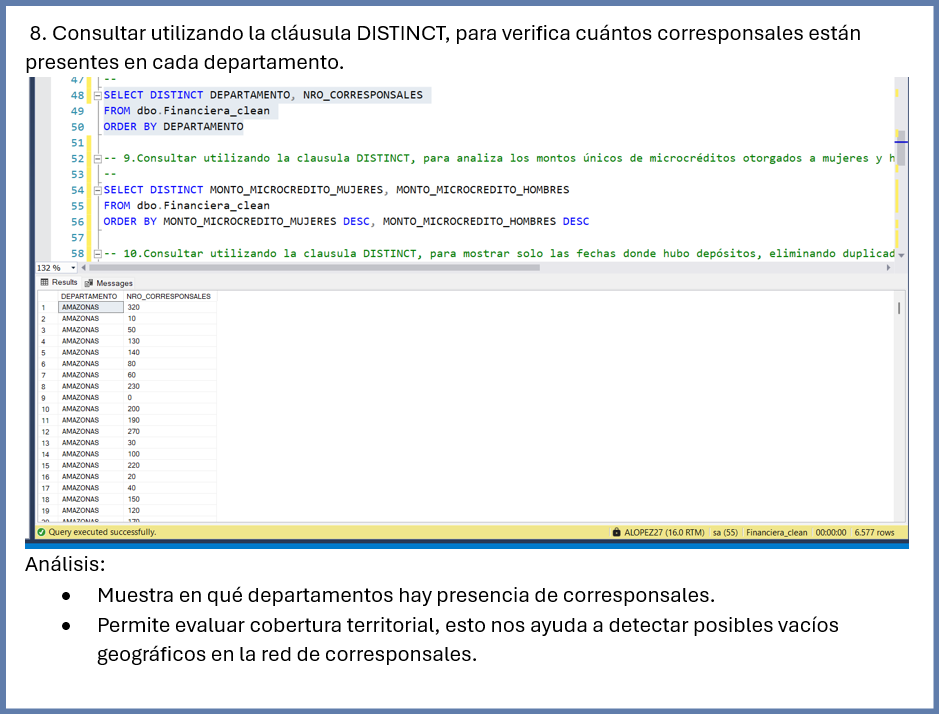 8. Consultar utilizando la cláusula DISTINCT, para verifica cuántos corresponsales están
presentes en cada departamento.
47 --
48 SELECT DISTINCT DEPARTAMENTO, NRO_CORRESPONSALES
49 FROM dbo.Financiera_clean
50 ORDER BY DEPARTAMENTO
51
52 -- 9.Consultar utilizando la clausula DISTINCT, para analiza los montos únicos de microcréditos otorgados a mujeres y h
53 --
54 SELECT DISTINCT MONTO_MICROCREDITO_MUJERES, MONTO_MICROCREDITO_HOMBRES
55 FROM dbo.Financiera_clean
56 ORDER BY MONTO_MICROCREDITO_MUJERES DESC, MONTO_MICROCREDITO_HOMBRES DESC
57
58 -- 10.Consultar utilizando la clausula DISTINCT, para mostrar solo las fechas donde hubo depósitos, eliminando duplicad
132 %
Results Messages
DEPARTAMENTO NRO_CORRESPONSALES
1 AMAZONAS 320
2 AMAZONAS 10
3 AMAZONAS 50
4 AMAZONAS 130
5 AMAZONAS 140
6 AMAZONAS 80
7 AMAZONAS 60
8 AMAZONAS 230
9 AMAZONAS 0
10 AMAZONAS 200
11 AMAZONAS 190
12 AMAZONAS 270
13 AMAZONAS 30
14 AMAZONAS 100
15 AMAZONAS 220
16 AMAZONAS 20
17 AMAZONAS 40
18 AMAZONAS 150
19 AMAZONAS 120
20 AMAZONAS 170
Query executed successfully. ALOPEZ27 (16.0 RTM) sa (55) Financiera_clean 00:00:00 6.577 rows
Análisis:
• Muestra en qué departamentos hay presencia de corresponsales.
• Permite evaluar cobertura territorial, esto nos ayuda a detectar posibles vacíos
geográficos en la red de corresponsales.